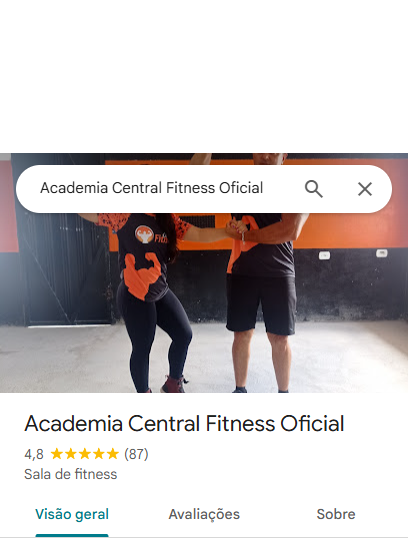 Academia Central Fitness Oficial
Academia Central Fitness Oficial
4,8 (87)
Sala de fitness
Visão geral Avaliações Sobre